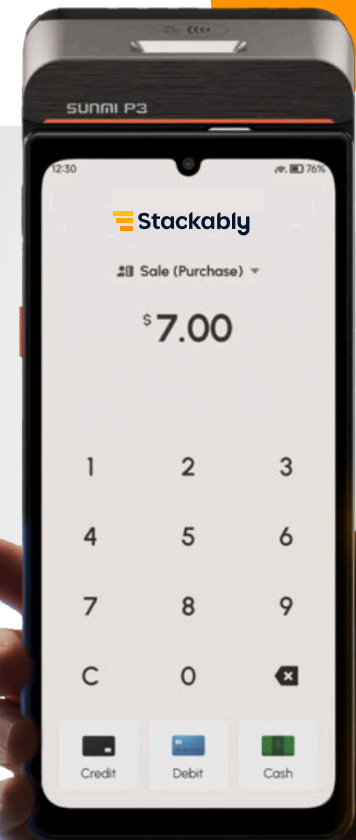 SUNMI P3
12:30 76%
Stackably
Sale (Purchase)
$7.00
1 2 3
4 5 6
7 8 9
C 0
Credit Debit Cash